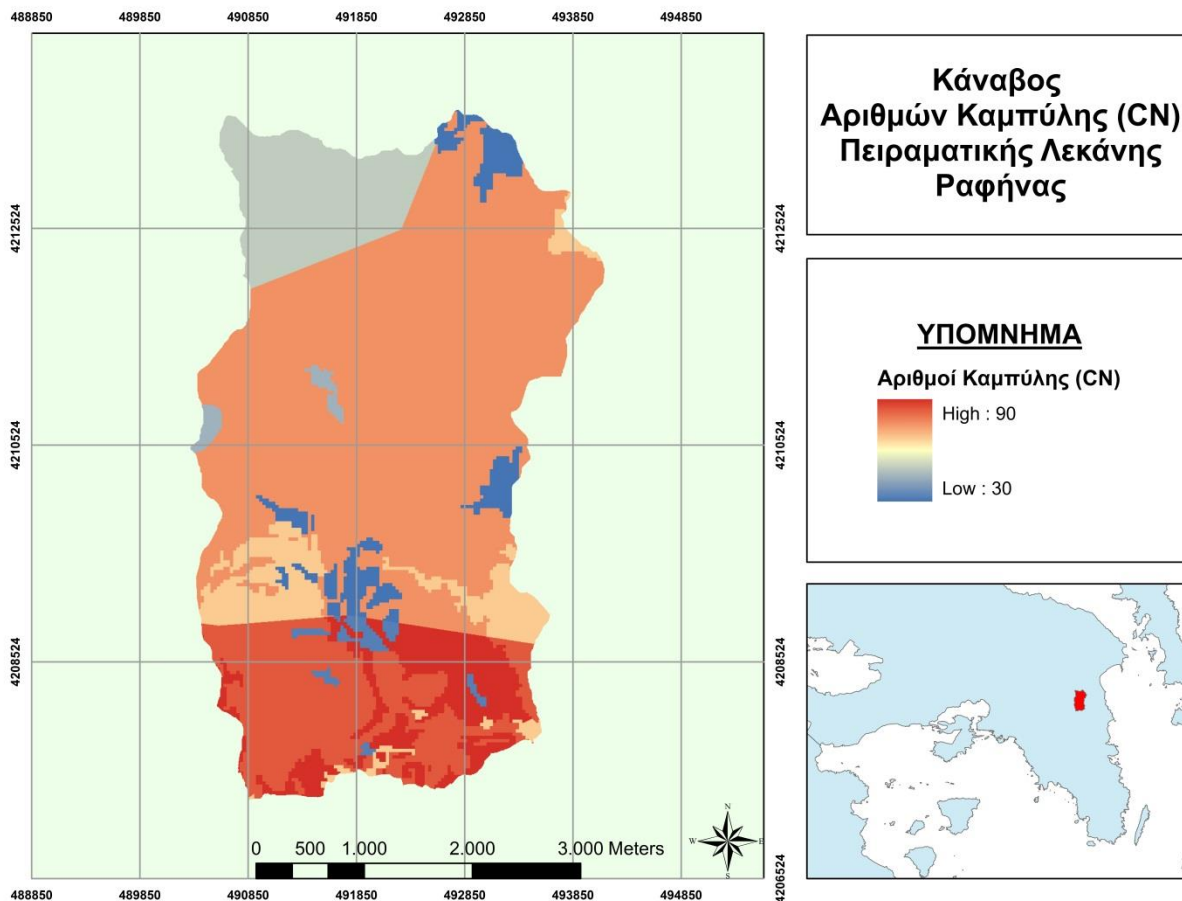 488850 489850 490850 491850 492850 493850 494850
4212524
4210524
4208524
4212524
4210524
4208524
4206524
N
W E
S
0 500 1.000 2.000 3.000 Meters
488850 489850 490850 491850 492850 493850 494850
Κάναβος
Αριθμών Καμπύλης (CN)
Πειραματικής Λεκάνης
Ραφήνας
ΥΠΟΜΝΗΜΑ
Αριθμοί Καμπύλης (CN)
High : 90
Low : 30